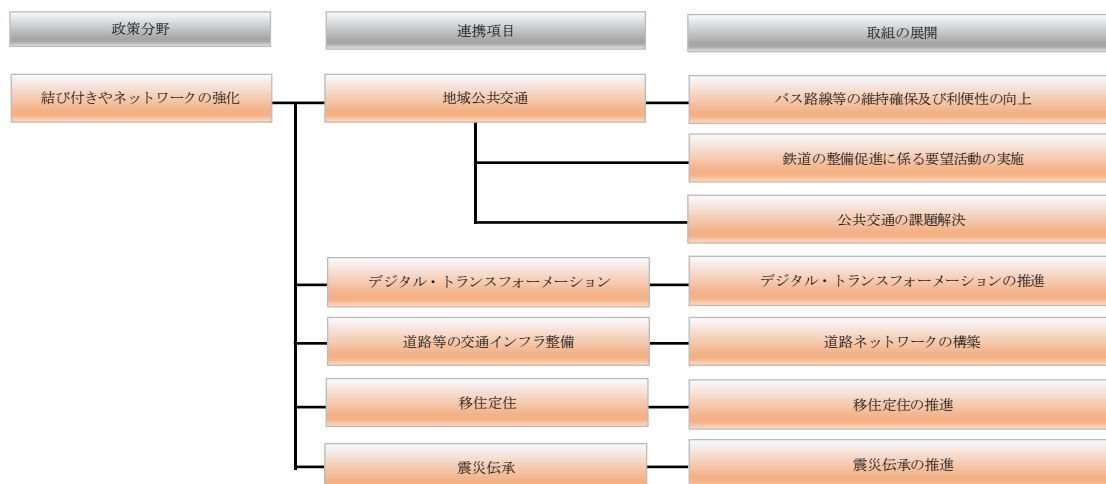 政策分野
連携項目
取組の展開
結び付きやネットワークの強化
地域公共交通
バス路線等の維持確保及び利便性の向上
鉄道の整備促進に係る要望活動の実施
公共交通の課題解決
デジタル・トランスフォーメーション
デジタル・トランスフォーメーションの推進
道路等の交通インフラ整備
道路ネットワークの構築
移住定住
移住定住の推進
震災伝承
震災伝承の推進